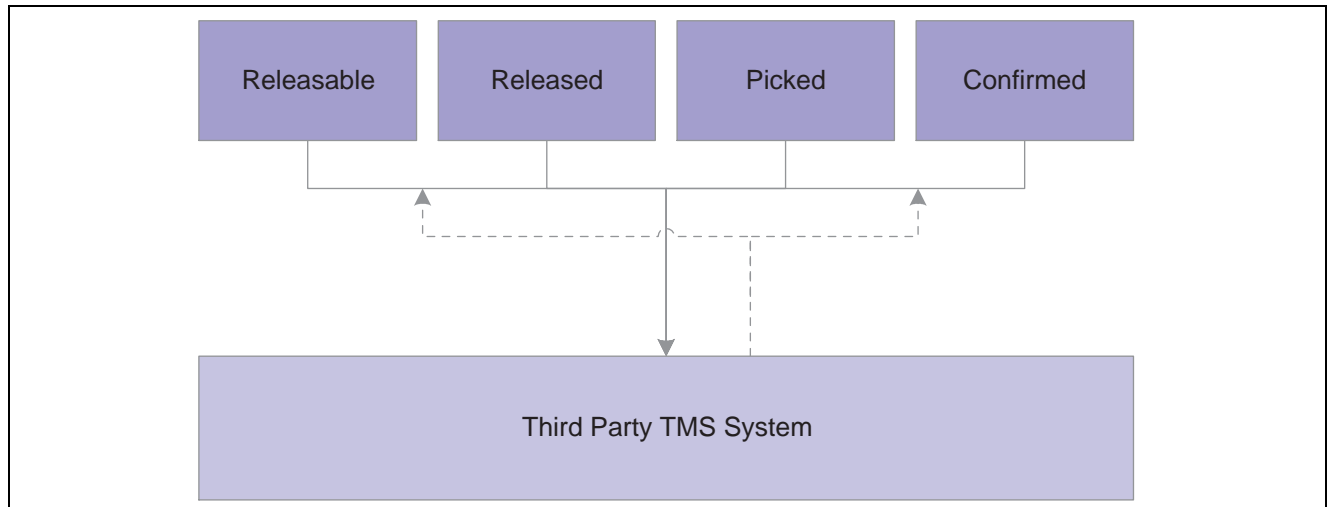 Releasable
Released
Picked
Confirmed
Third Party TMS System